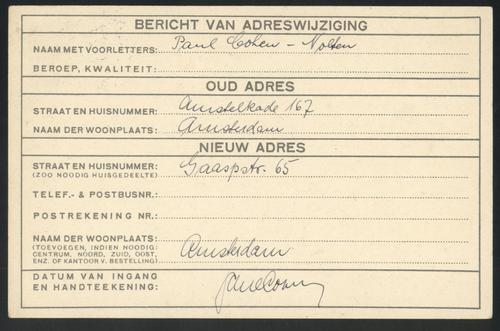 BERICHT VAN ADRESWIJZIGING
NAAM MET VOORLETTERS: Paul Cohen - Nolten
BEROEP, KWALITEIT:
OUD ADRES
STRAAT EN HUISNUMMER: Amstelkade 167
NAAM DER WOONPLAATS: Amsterdam
NIEUW ADRES
STRAAT EN HUISNUMMER: Gaaspstr. 65
(ZOO NOODIG HUISGEDEELTE)
TELEF.- & POSTBUSNR.:
POSTREKENING NR.:
NAAM DER WOONPLAATS: Amsterdam
(TOEVOEGEN, INDIEN NOODIG:
CENTRUM, NOORD, ZUID, OOST,
ENZ. OF KANTOOR V. BESTELLING)
DATUM VAN INGANG
EN HANDTEEKENING: